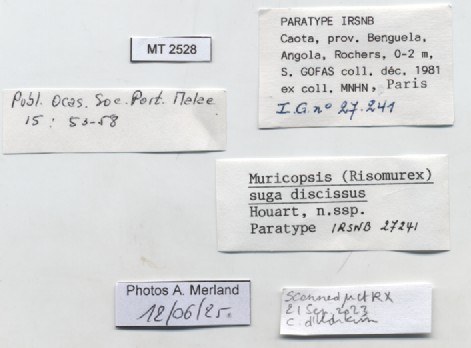 MT 2528
PARATYPE IRSNB
Caota, prov. Benguela,
Angola, Rochers, 0-2 m,
S. GOFAS coll. déc. 1981
ex coll. MNHN, Paris
I.G. nº 27.241
Publ. Ocas. Soc. Port. Malac
15 : 53-58
Muricopsis (Risomurex)
suga discissus
Houart, n.ssp.
Paratype IRSNB 27241
Photos A. Merland
12/06/25.
Scanned µct RX
21 Sep. 2023
C.